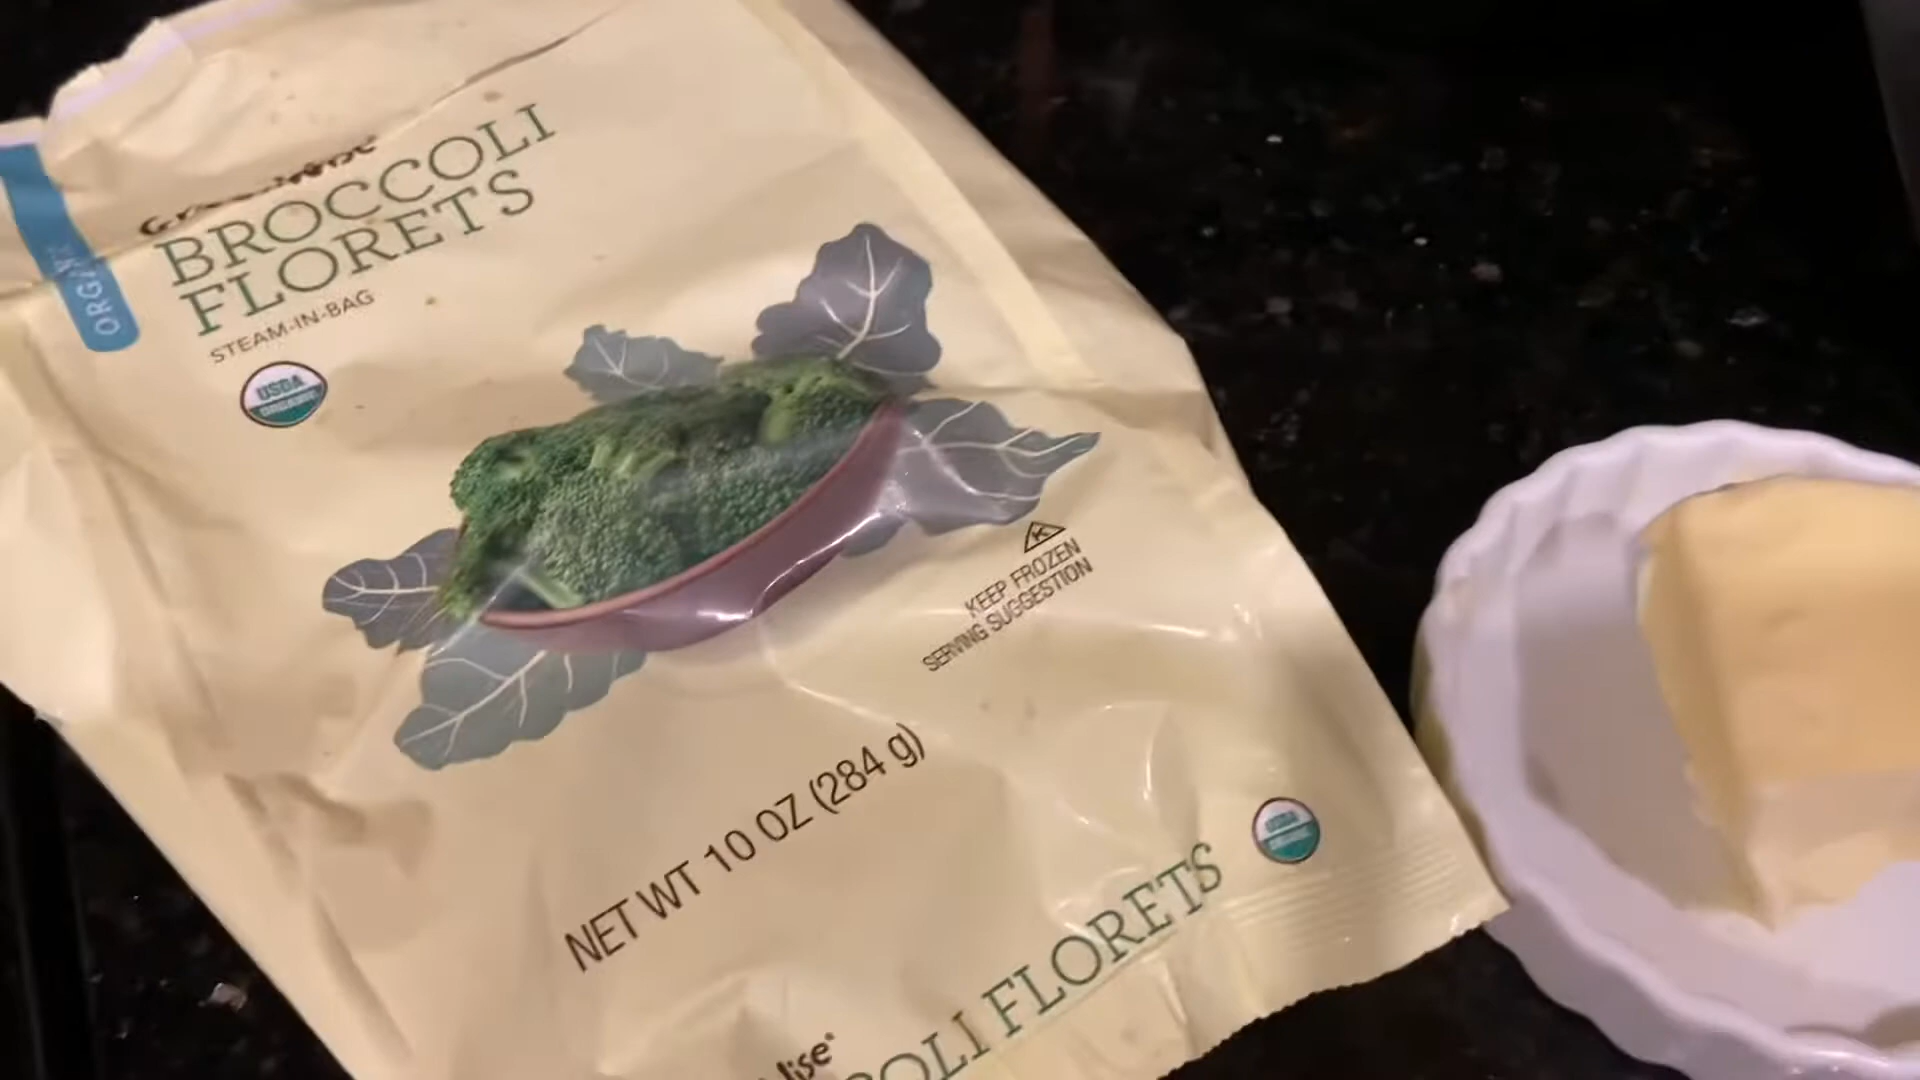 ORGANIC
BROCCOLI
FLORETS
STEAM-IN-BAG
USDA
ORGANIC
K
KEEP FROZEN
SERVING SUGGESTION
NET WT 10 OZ (284 g)
USDA
ORGANIC
FLORETS